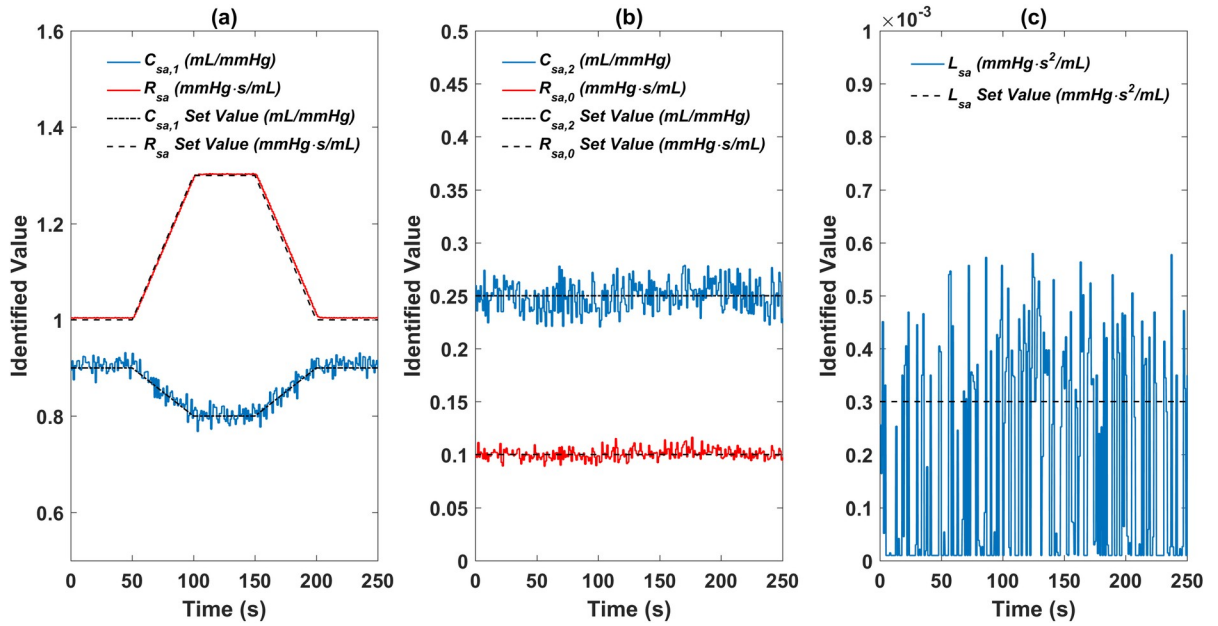 (a)
1.6
1.4
1.2
1
0.8
0.6
Identified Value
C_sa,1 (mL/mmHg)
R_sa (mmHg·s/mL)
C_sa,1 Set Value (mL/mmHg)
R_sa Set Value (mmHg·s/mL)
0 50 100 150 200 250
Time (s)
(b)
0.5
0.45
0.4
0.35
0.3
0.25
0.2
0.15
0.1
0.05
0
Identified Value
C_sa,2 (mL/mmHg)
R_sa,0 (mmHg·s/mL)
C_sa,2 Set Value (mL/mmHg)
R_sa,0 Set Value (mmHg·s/mL)
0 50 100 150 200 250
Time (s)
(c)
×10⁻³
1
0.9
0.8
0.7
0.6
0.5
0.4
0.3
0.2
0.1
0
Identified Value
L_sa (mmHg·s²/mL)
L_sa Set Value (mmHg·s²/mL)
0 50 100 150 200 250
Time (s)